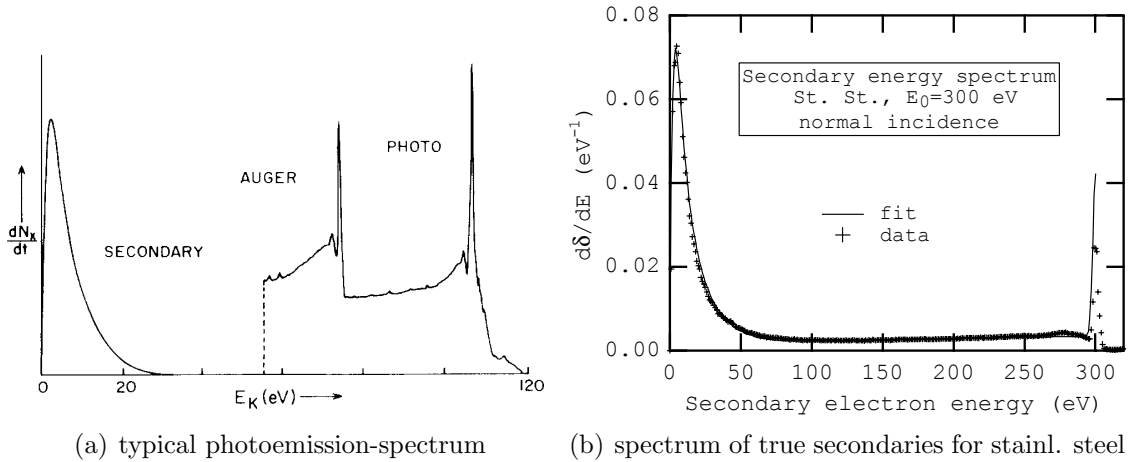 PHOTO
AUGER
SECONDARY
dNₓ
dt
0
20
120
E_K (eV)
(a) typical photoemission-spectrum
0.08
0.06
0.04
0.02
0.00
dδ/dE (eV⁻¹)
Secondary energy spectrum
St. St., E₀=300 eV
normal incidence
fit
data
0 50 100 150 200 250 300
Secondary electron energy (eV)
(b) spectrum of true secondaries for stainl. steel